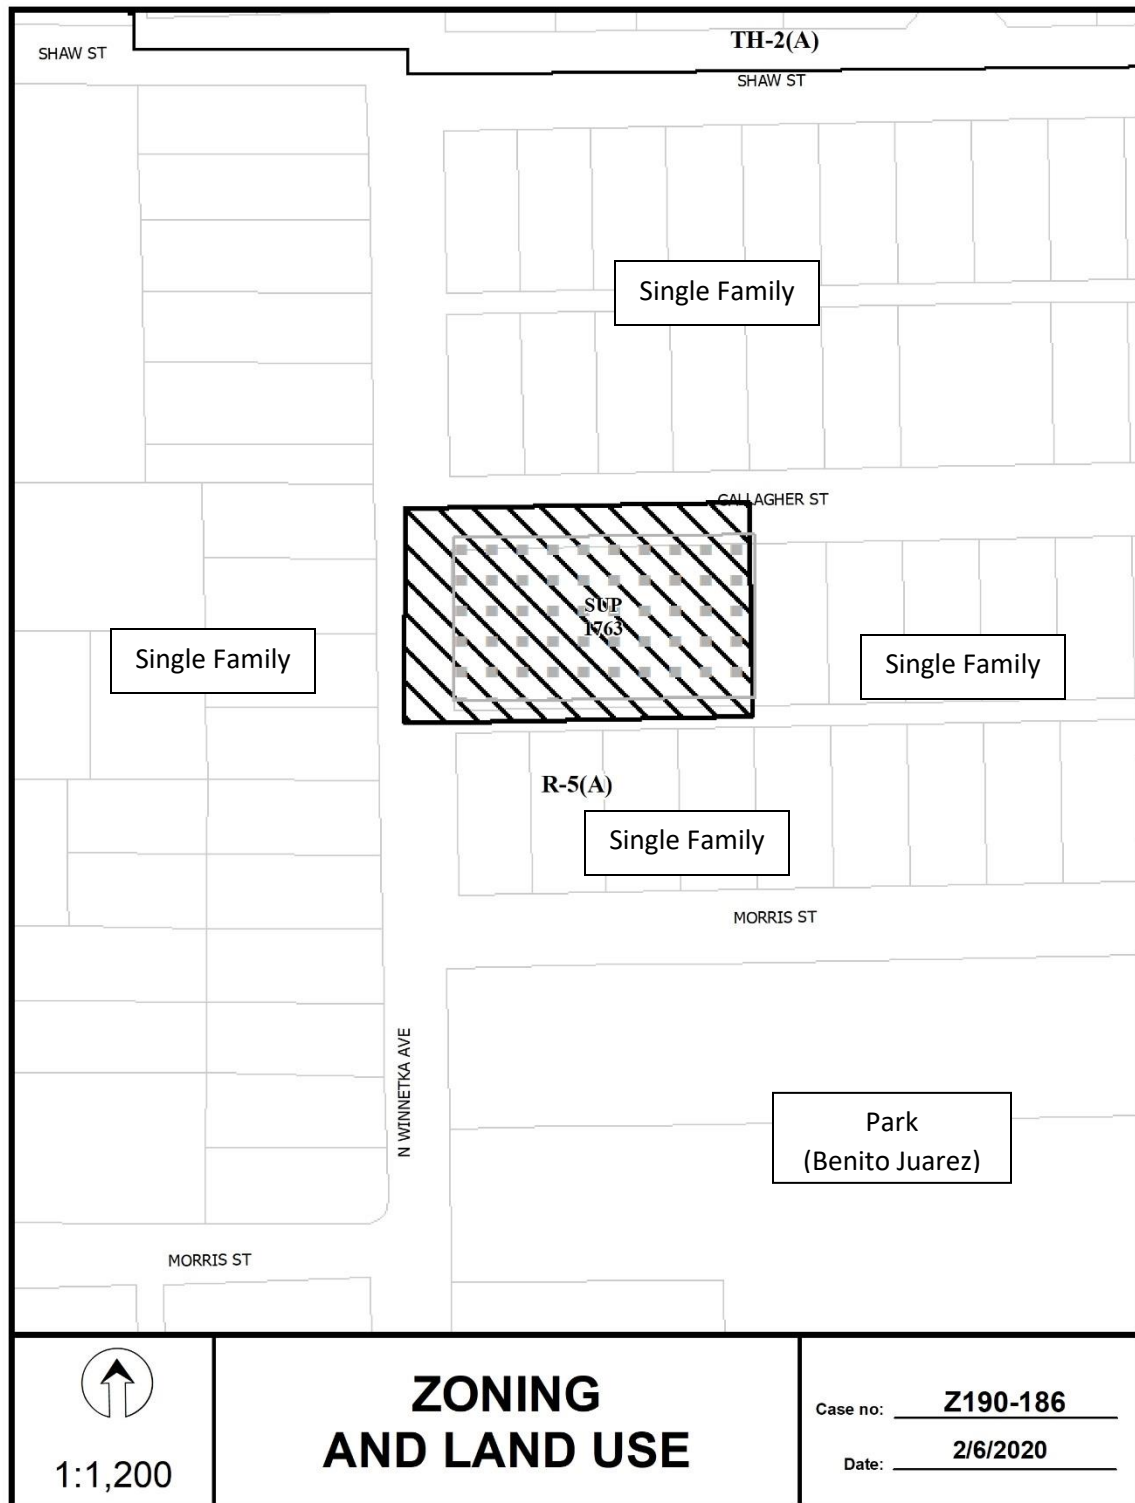 TH-2(A)
SHAW ST
SHAW ST
Single Family
GALLAGHER ST
SUP
1763
Single Family
Single Family
R-5(A)
Single Family
MORRIS ST
N WINNETKA AVE
Park
(Benito Juarez)
MORRIS ST
1:1,200
ZONING
AND LAND USE
Case no: Z190-186
Date: 2/6/2020